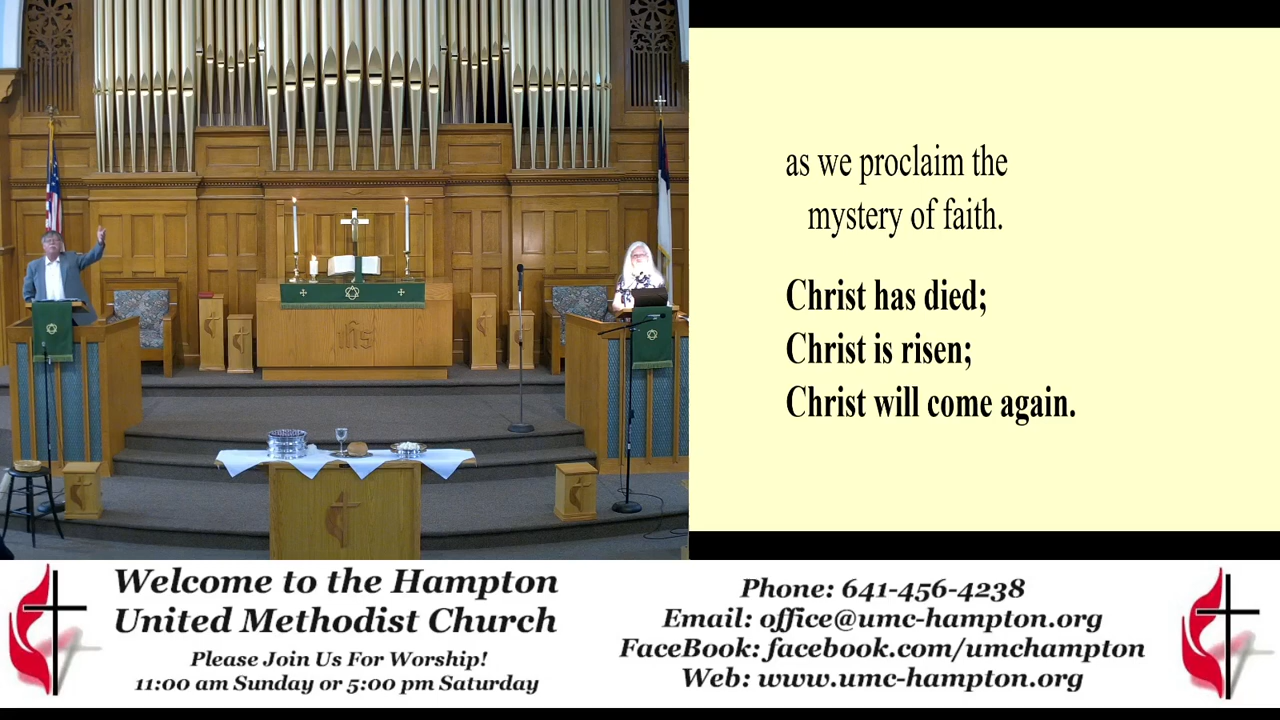 as we proclaim the
mystery of faith.
Christ has died;
Christ is risen;
Christ will come again.
ihs
Welcome to the Hampton
United Methodist Church
Please Join Us For Worship!
11:00 am Sunday or 5:00 pm Saturday
Phone: 641-456-4238
Email: office@umc-hampton.org
FaceBook: facebook.com/umchampton
Web: www.umc-hampton.org